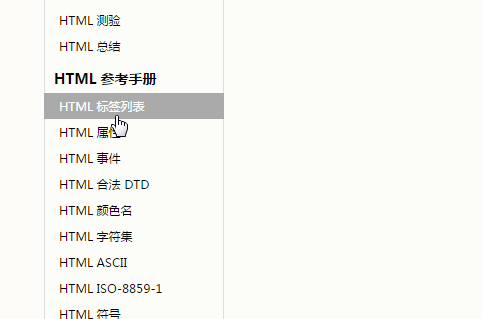 HTML 测验
HTML 总结
HTML 参考手册
HTML 标签列表
HTML 属性
HTML 事件
HTML 合法 DTD
HTML 颜色名
HTML 字符集
HTML ASCII
HTML ISO-8859-1
HTML 符号